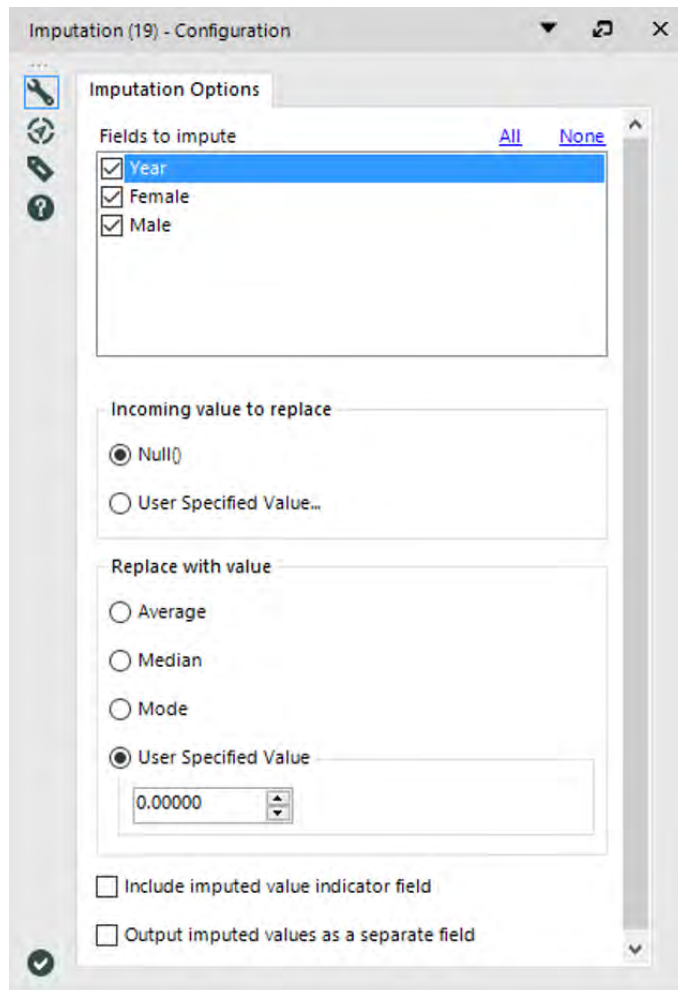 Imputation (19) - Configuration
Imputation Options
Fields to impute All None
Year
Female
Male
Incoming value to replace
Null()
User Specified Value...
Replace with value
Average
Median
Mode
User Specified Value
0.00000
Include imputed value indicator field
Output imputed values as a separate field